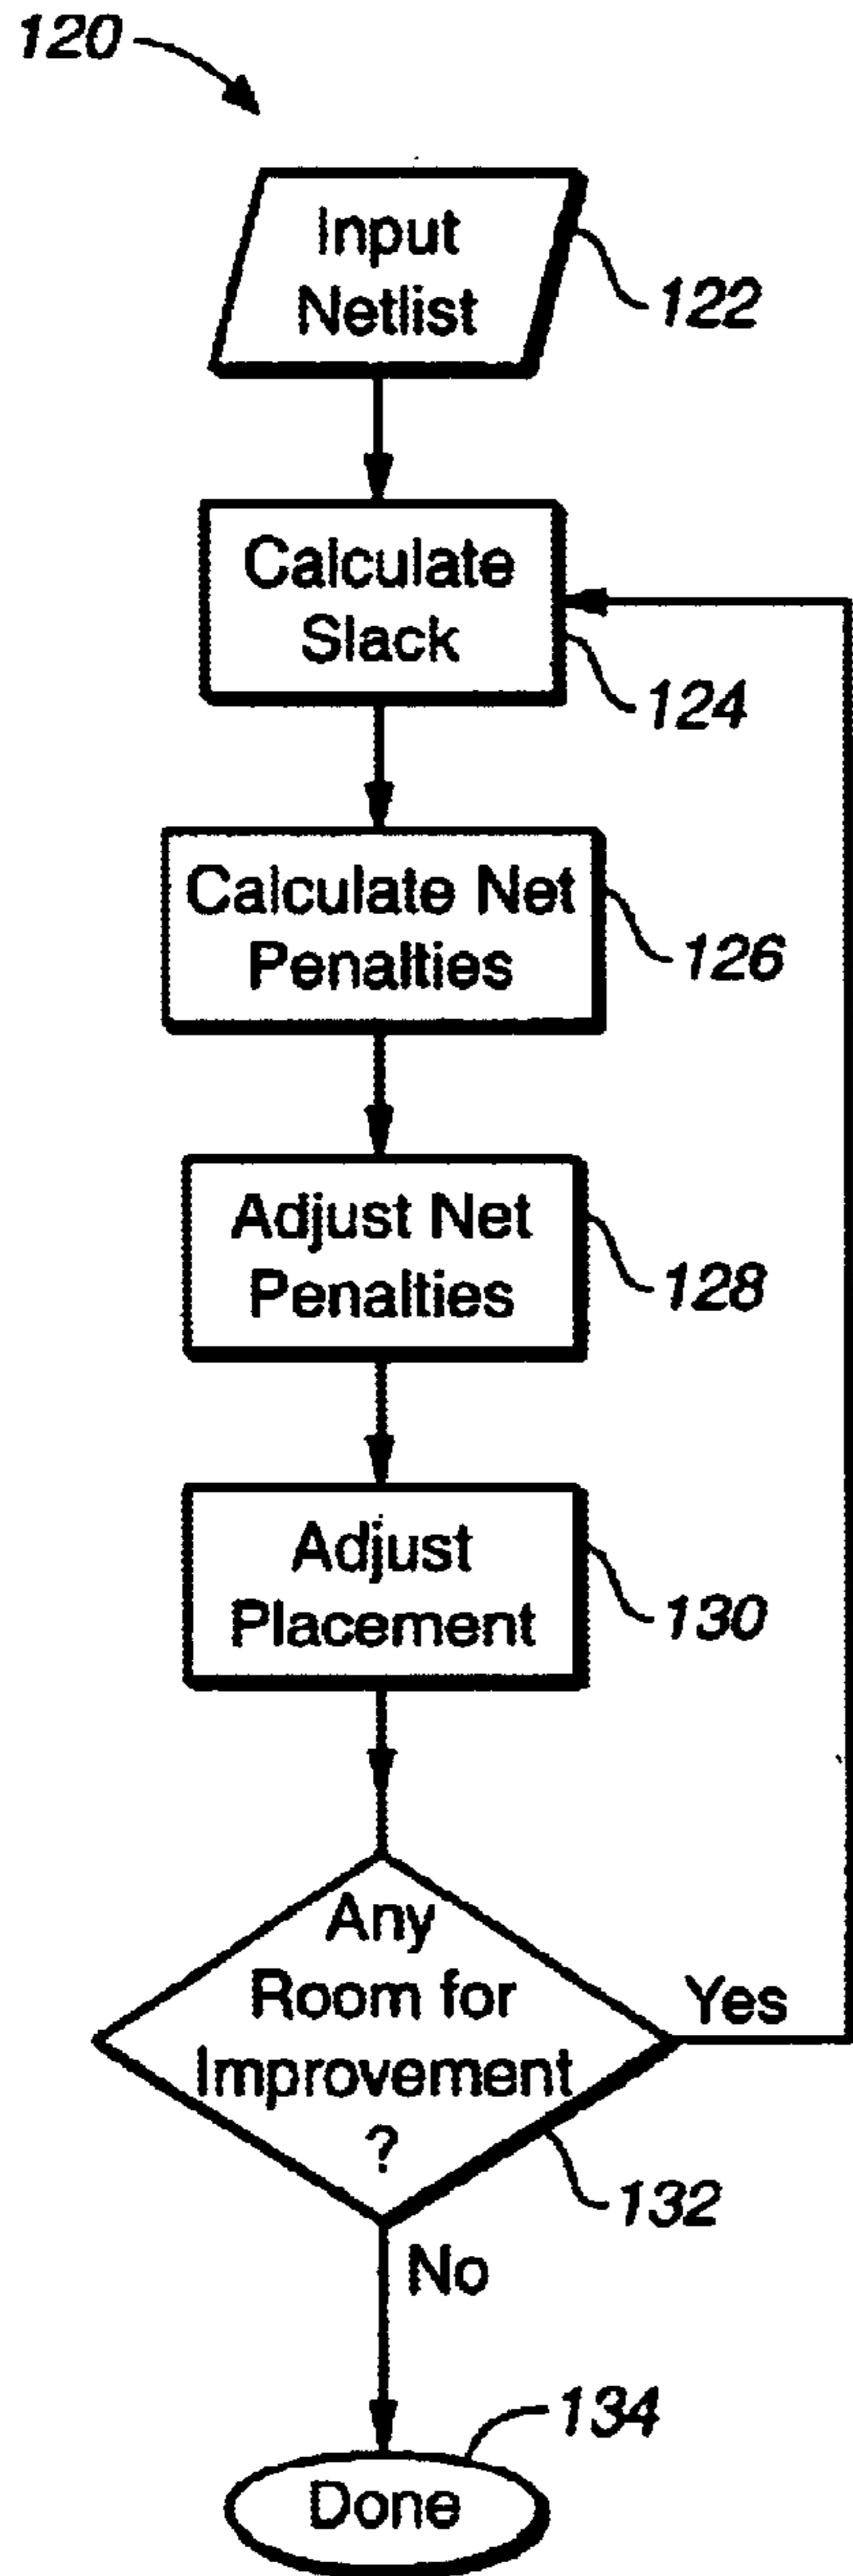 120
Input
Netlist
122
Calculate
Slack
124
Calculate Net
Penalties
126
Adjust Net
Penalties
128
Adjust
Placement
130
Any
Room for
Improvement
?
Yes
132
No
134
Done